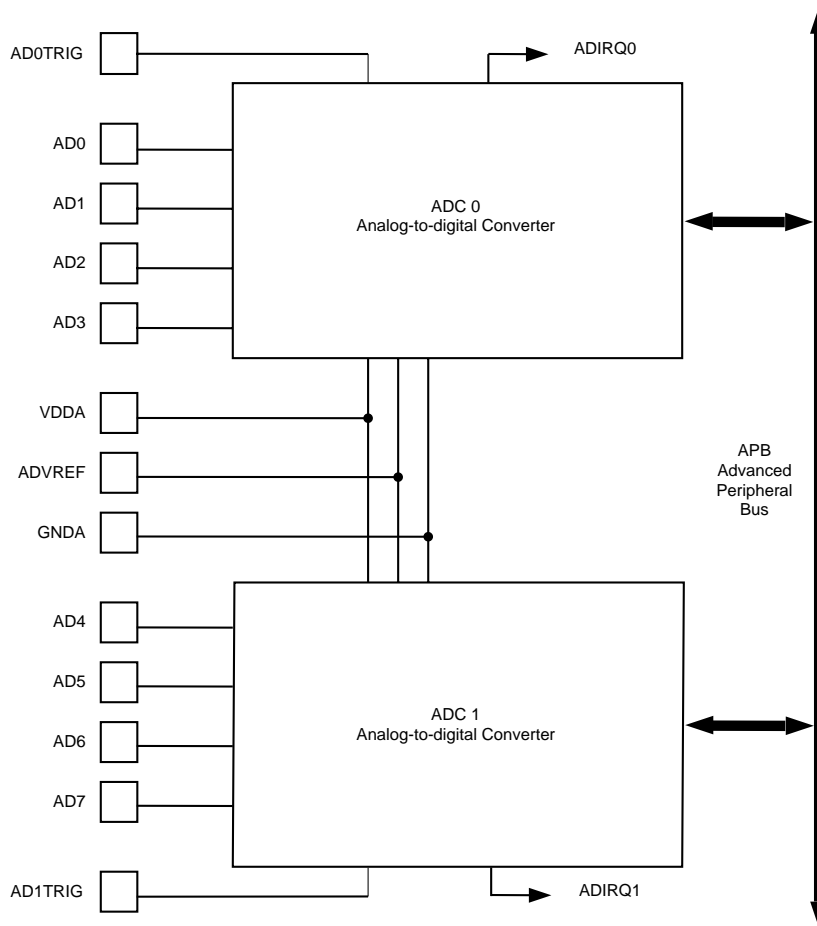 AD0TRIG
ADIRQ0
AD0
AD1
ADC 0
Analog-to-digital Converter
AD2
AD3
VDDA
ADVREF
GNDA
APB
Advanced
Peripheral
Bus
AD4
AD5
ADC 1
Analog-to-digital Converter
AD6
AD7
AD1TRIG
ADIRQ1